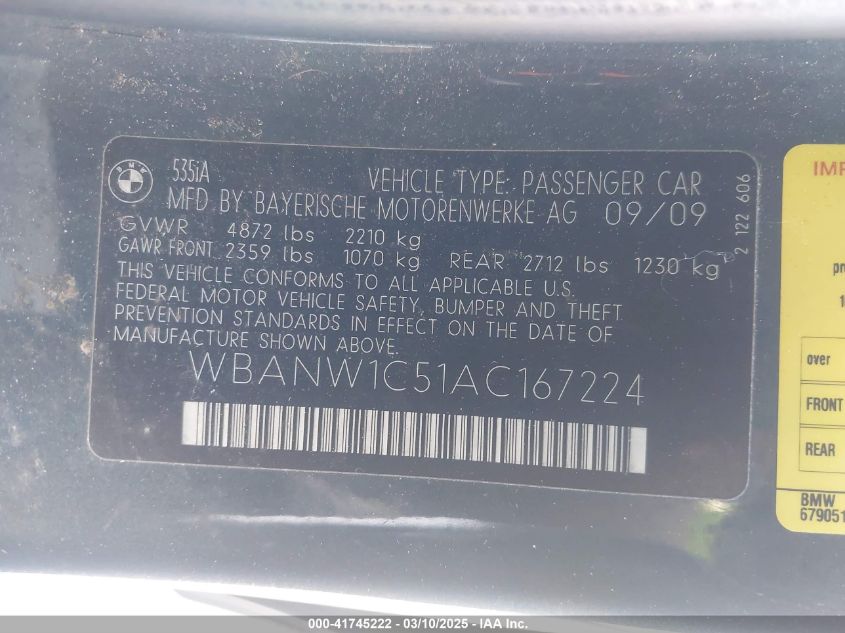 BMW
535iA VEHICLE TYPE: PASSENGER CAR
MFD BY BAYERISCHE MOTORENWERKE AG 09/09
GVWR 4872 lbs 2210 kg
GAWR FRONT 2359 lbs 1070 kg REAR 2712 lbs 1230 kg
THIS VEHICLE CONFORMS TO ALL APPLICABLE U.S.
FEDERAL MOTOR VEHICLE SAFETY, BUMPER AND THEFT
PREVENTION STANDARDS IN EFFECT ON THE DATE OF
MANUFACTURE SHOWN ABOVE.
WBANW1C51AC167224
2 122 606
over
FRONT
REAR
BMW
679051
000-41745222 — 03/10/2025 — © IAA, Inc.